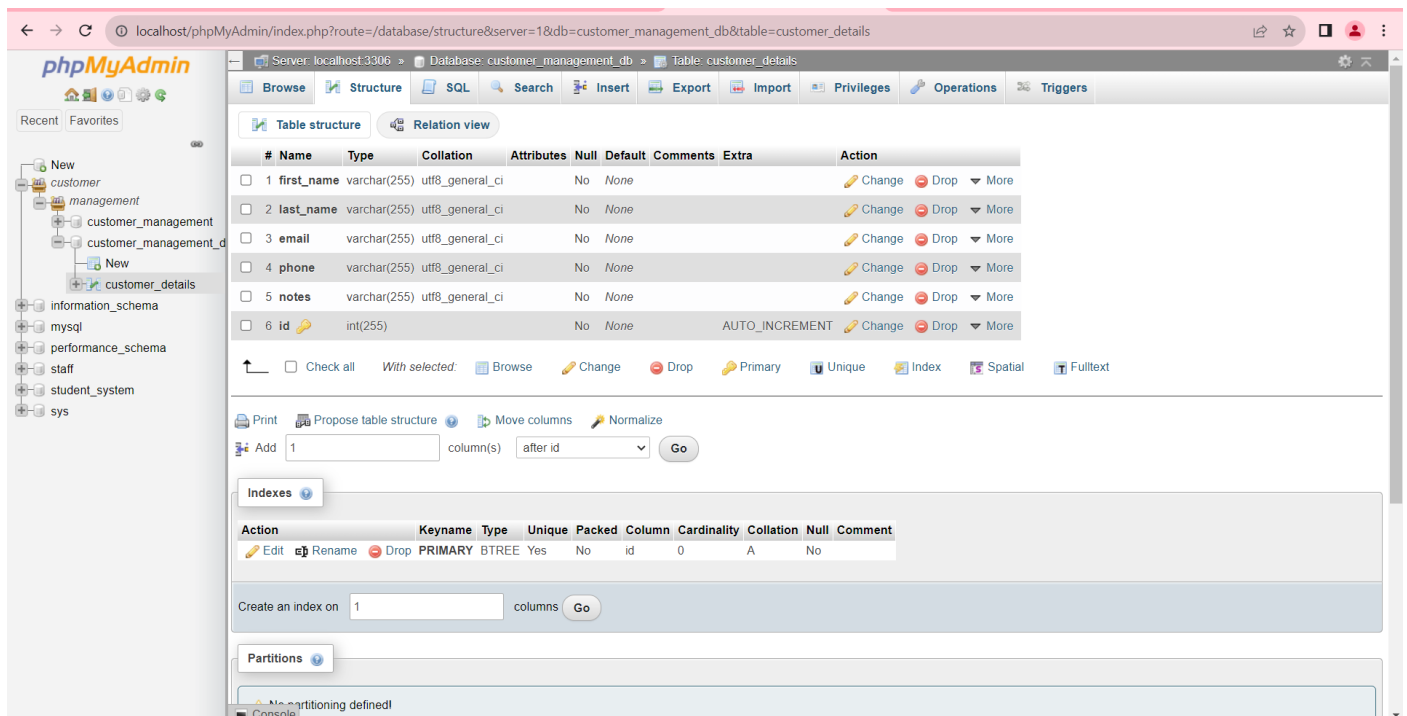 localhost/phpMyAdmin/index.php?route=/database/structure&server=1&db=customer_management_db&table=customer_details
phpMyAdmin
Recent Favorites
New
customer
management
customer_management
customer_management_d
New
customer_details
information_schema
mysql
performance_schema
staff
student_system
sys
Server: localhost:3306 » Database: customer_management_db » Table: customer_details
Browse Structure SQL Search Insert Export Import Privileges Operations Triggers
Table structure Relation view
# Name Type Collation Attributes Null Default Comments Extra Action
1 first_name varchar(255) utf8_general_ci No None Change Drop More
2 last_name varchar(255) utf8_general_ci No None Change Drop More
3 email varchar(255) utf8_general_ci No None Change Drop More
4 phone varchar(255) utf8_general_ci No None Change Drop More
5 notes varchar(255) utf8_general_ci No None Change Drop More
6 id int(255) No None AUTO_INCREMENT Change Drop More
Check all With selected: Browse Change Drop Primary Unique Index Spatial Fulltext
Print Propose table structure Move columns Normalize
Add 1 column(s) after id Go
Indexes
Action Keyname Type Unique Packed Column Cardinality Collation Null Comment
Edit Rename Drop PRIMARY BTREE Yes No id 0 A No
Create an index on 1 columns Go
Partitions
No partitioning defined!
Console